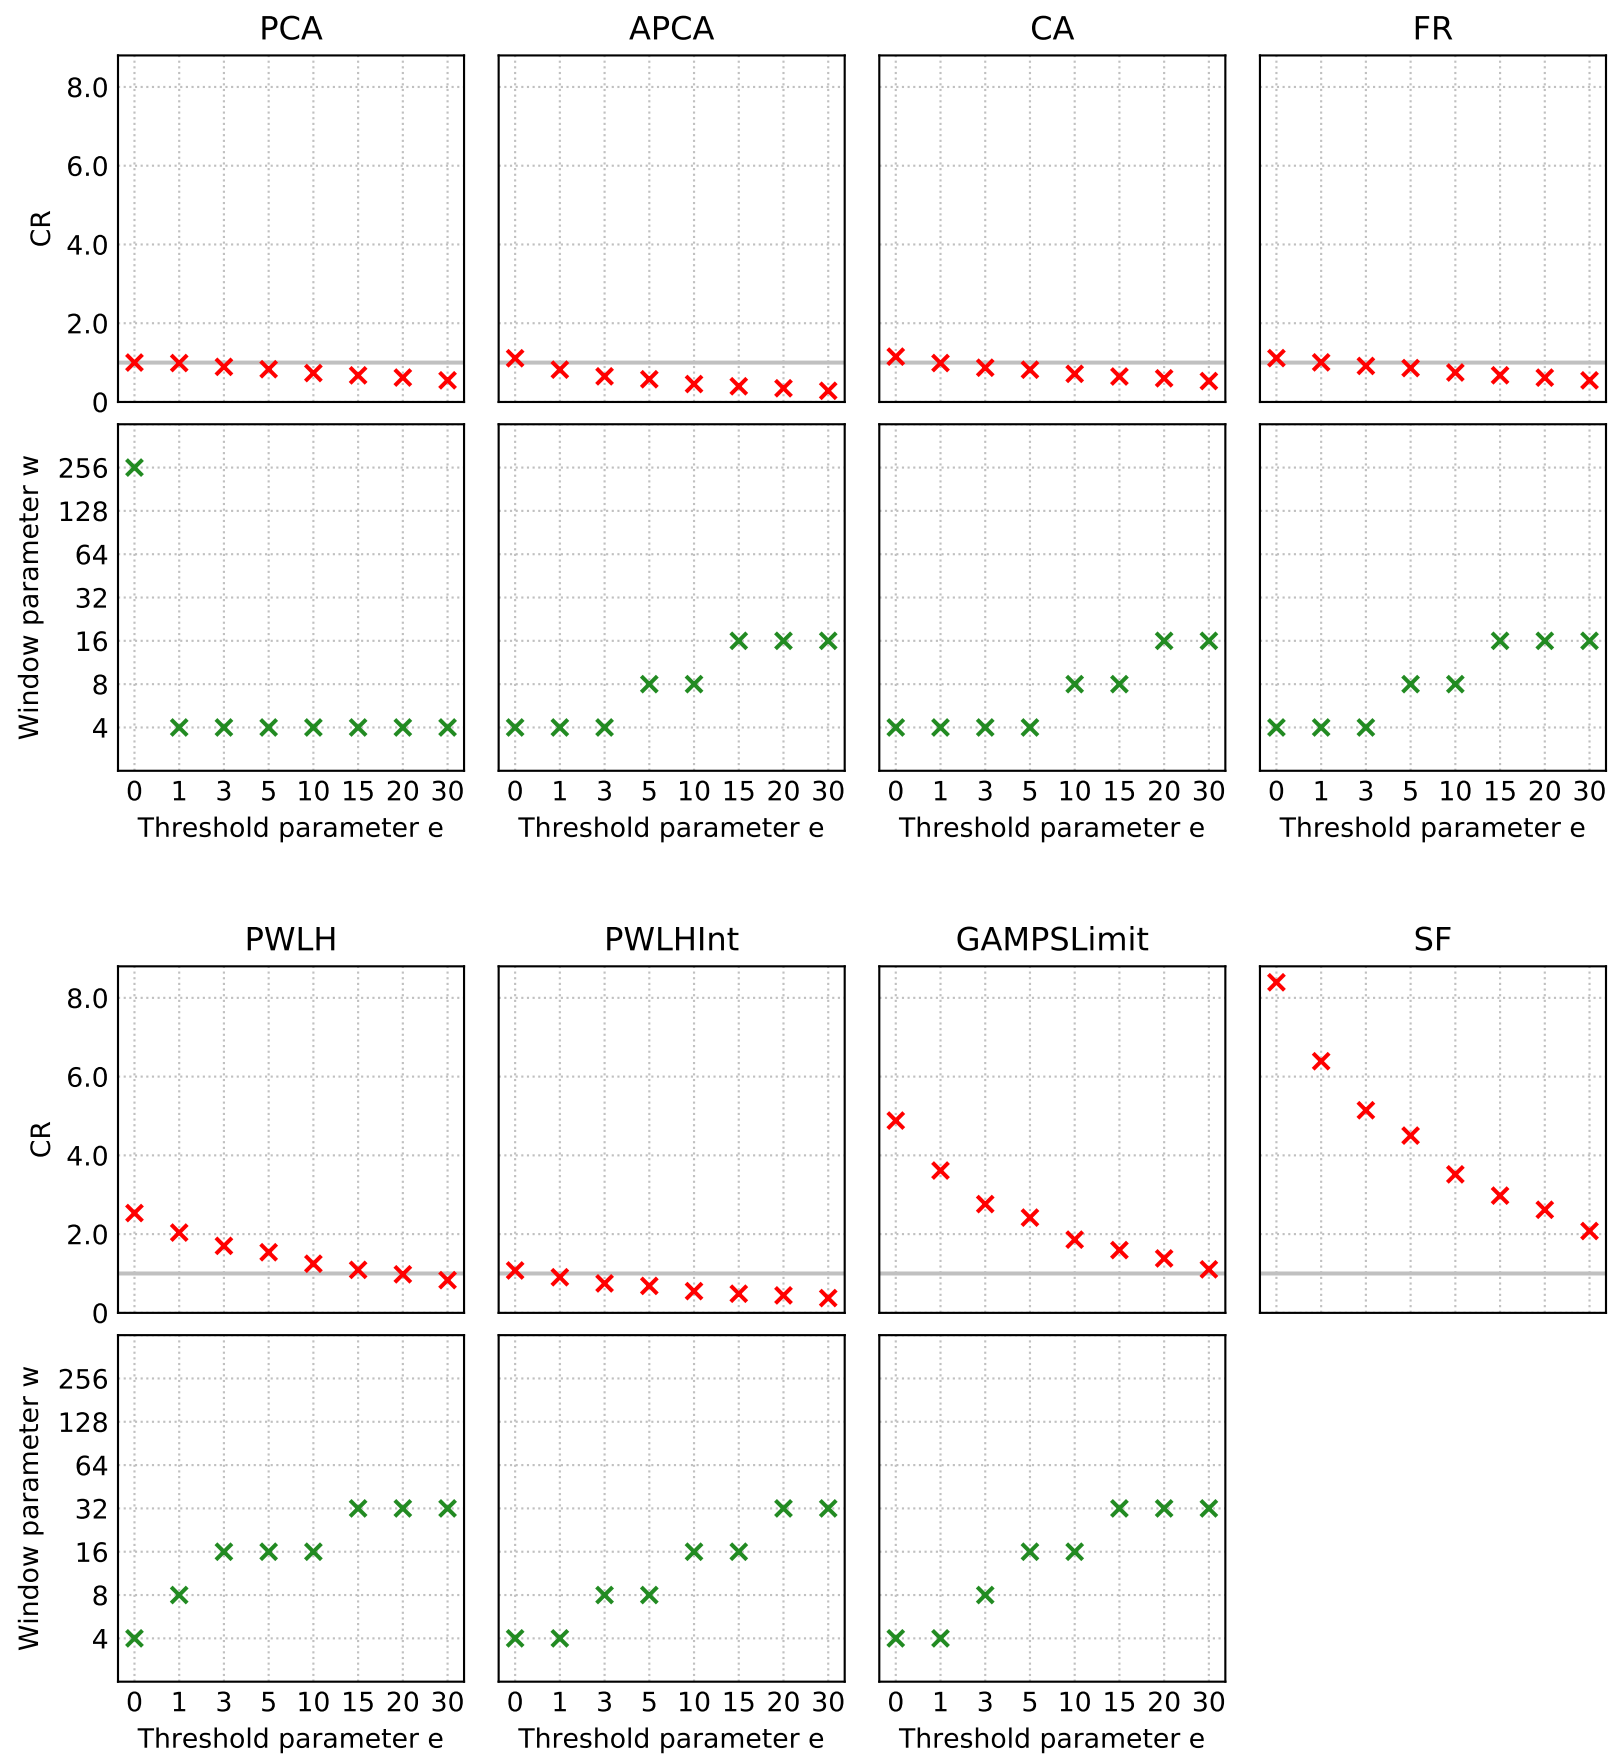 PCA APCA CA FR
8.0
6.0
CR
4.0
2.0
0
256
128
64
Window parameter w
32
16
8
4
0 1 3 5 10 15 20 30 0 1 3 5 10 15 20 30 0 1 3 5 10 15 20 30 0 1 3 5 10 15 20 30
Threshold parameter e Threshold parameter e Threshold parameter e Threshold parameter e
PWLH PWLHInt GAMPSLimit SF
8.0
6.0
CR
4.0
2.0
0
256
128
64
Window parameter w
32
16
8
4
0 1 3 5 10 15 20 30 0 1 3 5 10 15 20 30 0 1 3 5 10 15 20 30
Threshold parameter e Threshold parameter e Threshold parameter e